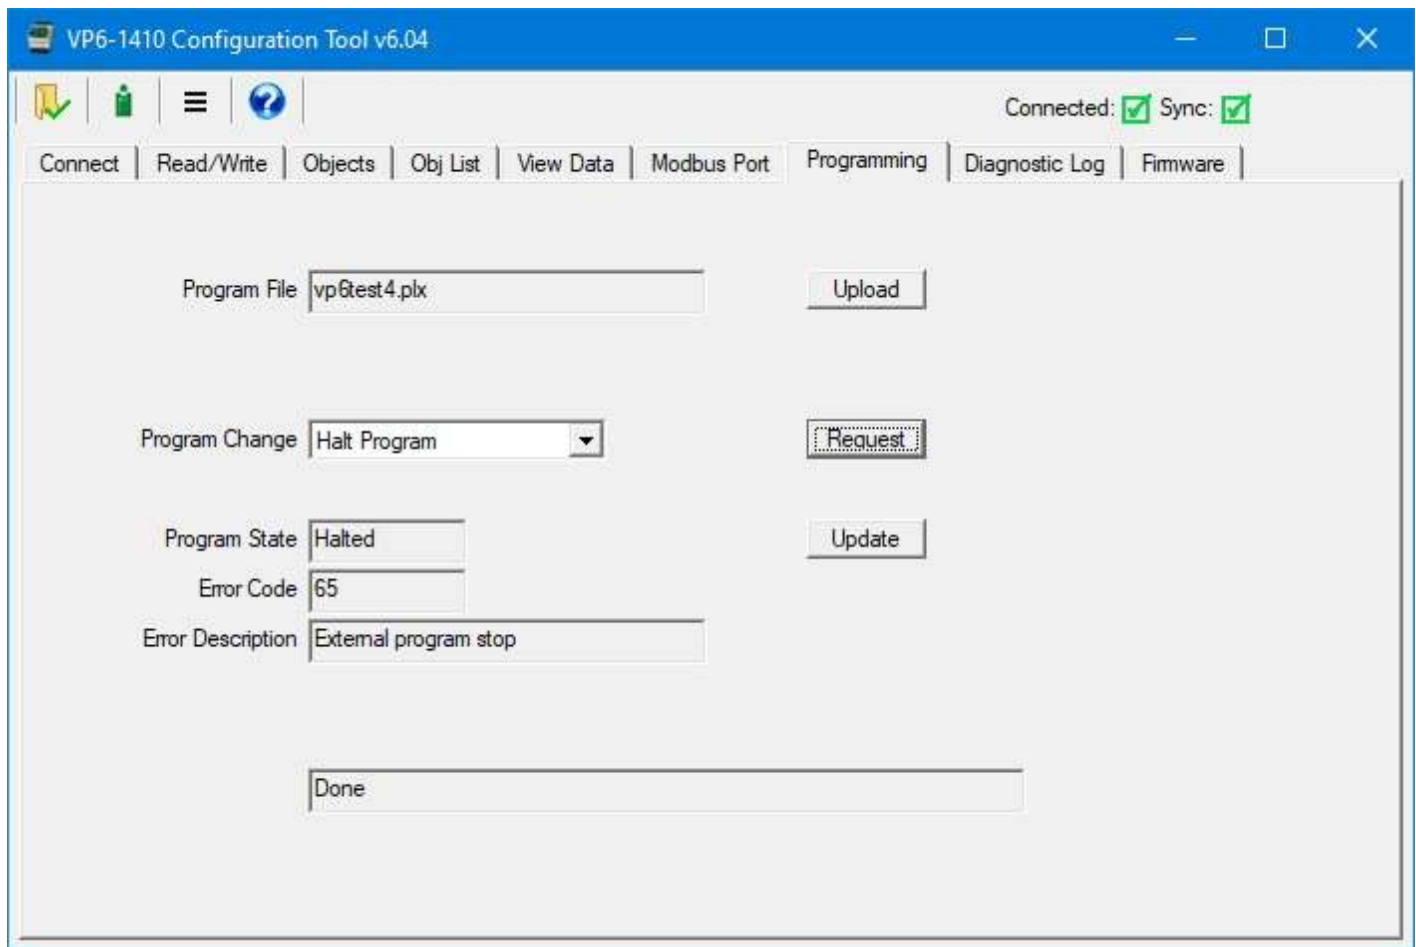 VP6-1410 Configuration Tool v6.04
Connected: Sync:
Connect Read/Write Objects Obj List View Data Modbus Port Programming Diagnostic Log Firmware
Program File vp6test4.plx Upload
Program Change Halt Program Request
Program State Halted Update
Error Code 65
Error Description External program stop
Done